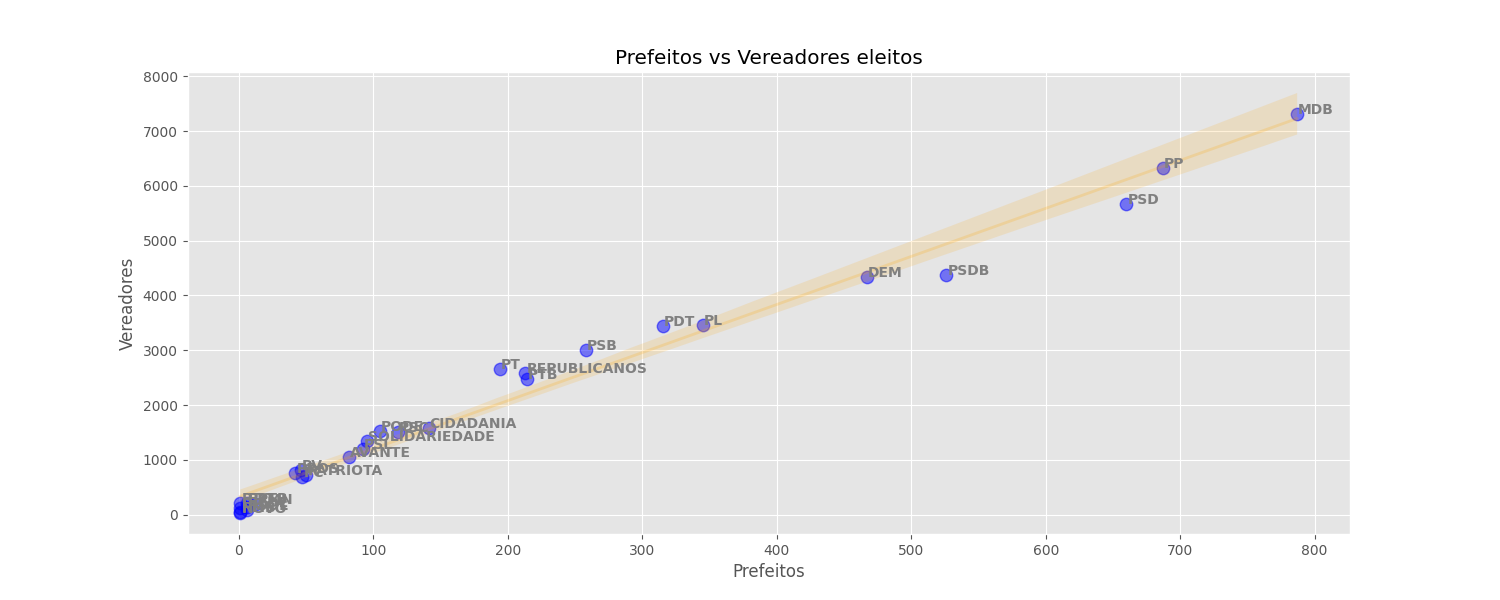 Prefeitos vs Vereadores eleitos
8000
7000
6000
5000
4000
3000
2000
1000
0
Vereadores
MDB
PP
PSD
PSDB
DEM
PL
PDT
PSB
PT
REPUBLICANOS
PTB
CIDADANIA
SOLIDARIEDADE
AVANTE
PV
PATRIOTA
0
100
200
300
400
500
600
700
800
Prefeitos